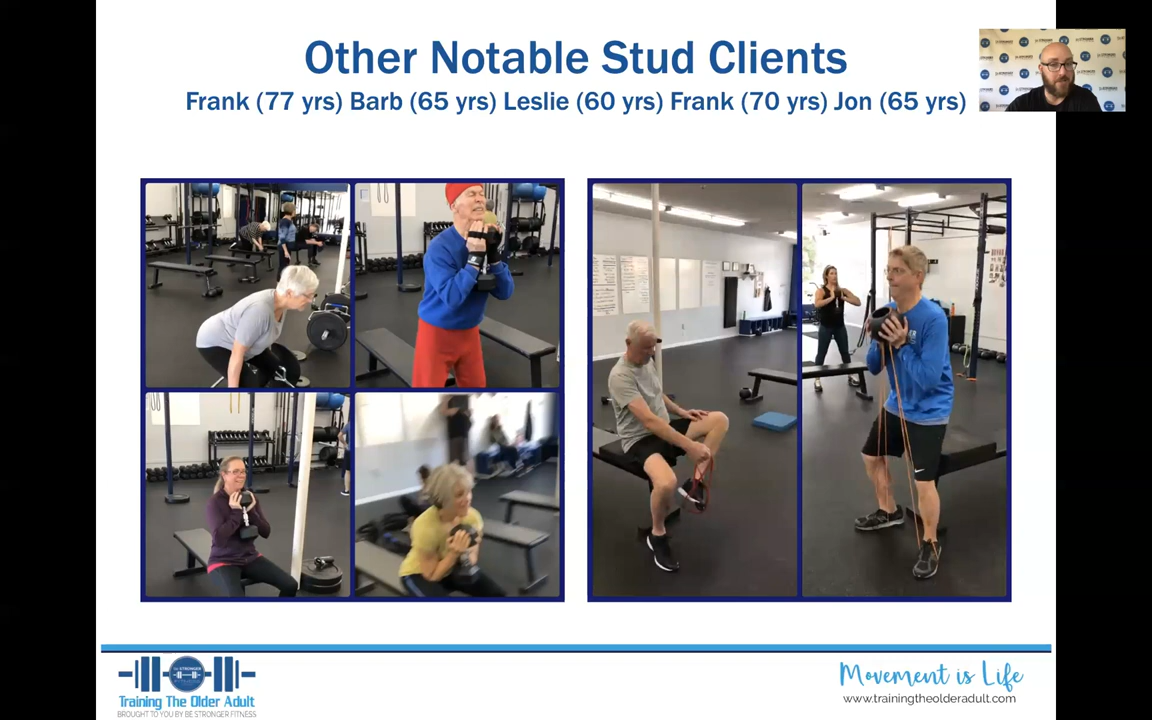 Other Notable Stud Clients
Frank (77 yrs) Barb (65 yrs) Leslie (60 yrs) Frank (70 yrs) Jon (65 yrs)
Training The Older Adult
BROUGHT TO YOU BY BE STRONGER FITNESS
Movement is Life
www.trainingtheolderadult.com